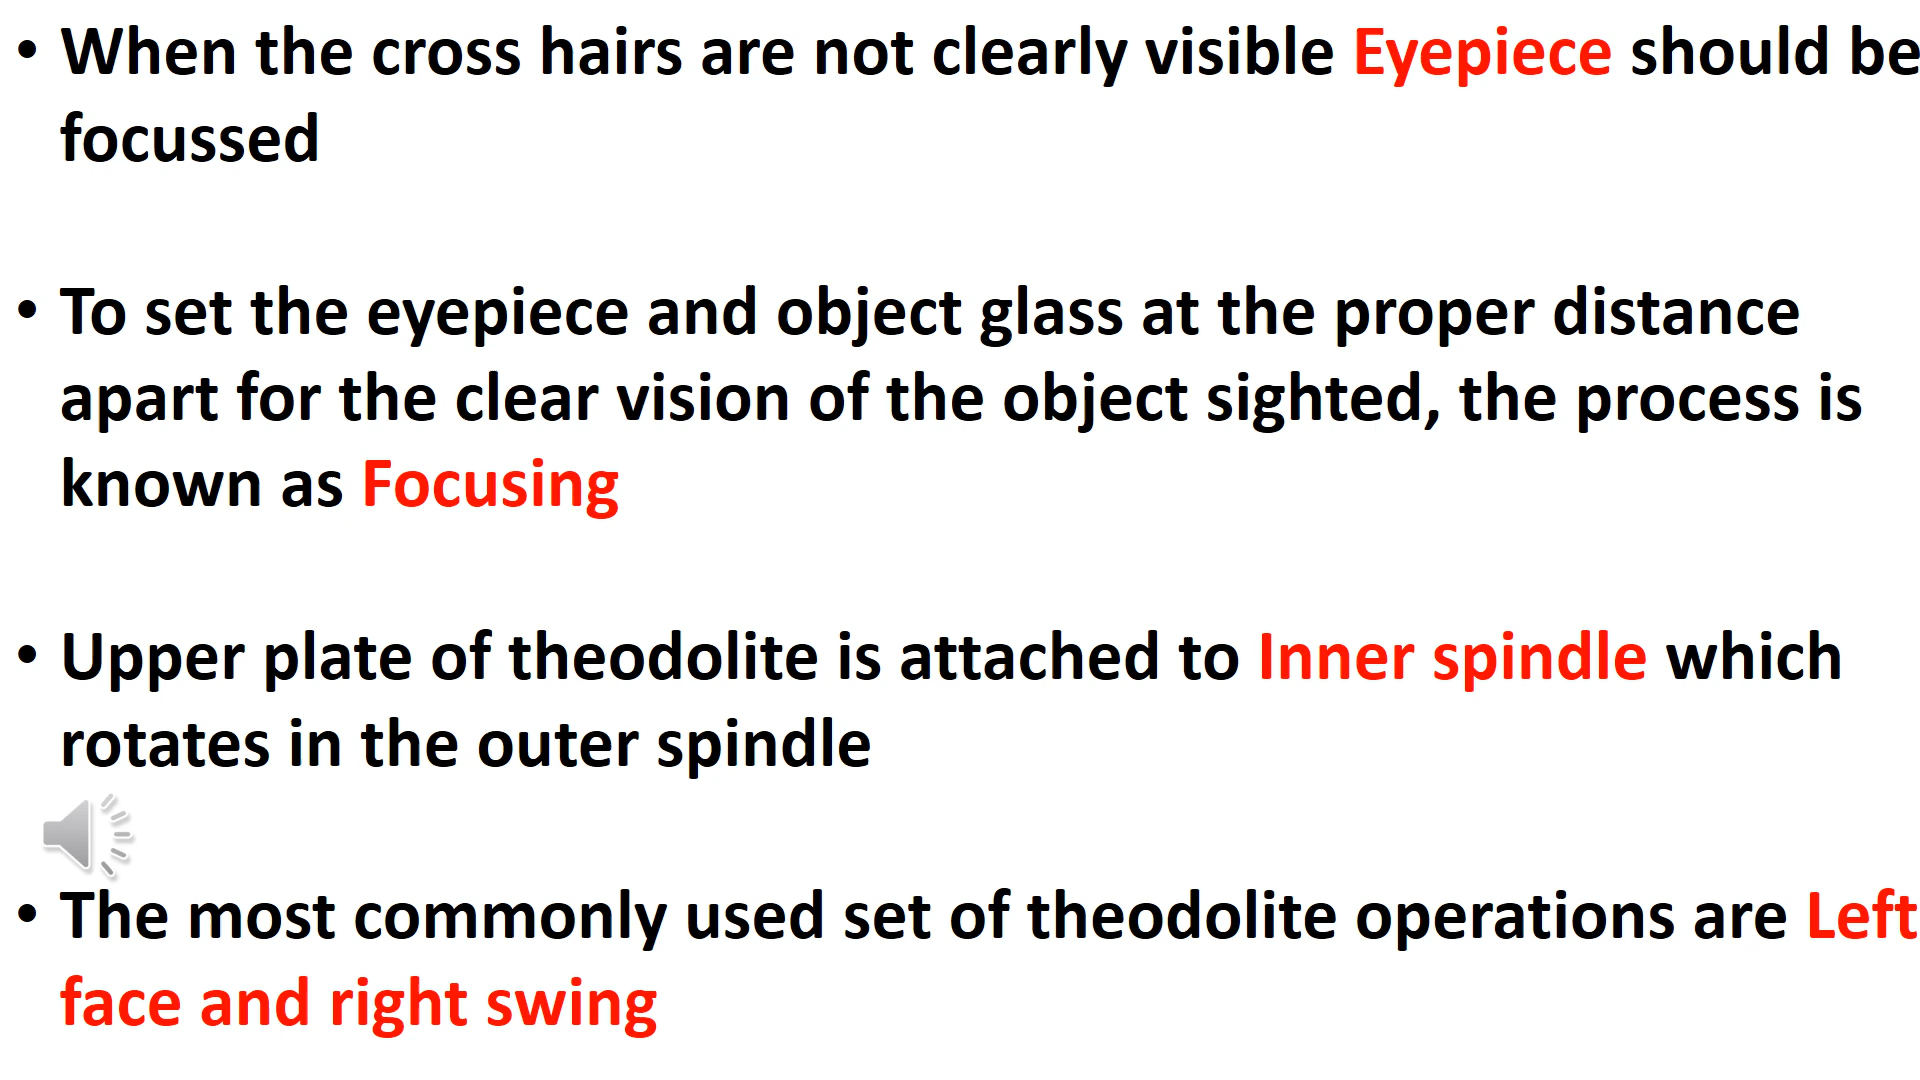 • When the cross hairs are not clearly visible Eyepiece should be
focussed
• To set the eyepiece and object glass at the proper distance
apart for the clear vision of the object sighted, the process is
known as Focusing
• Upper plate of theodolite is attached to Inner spindle which
rotates in the outer spindle
• The most commonly used set of theodolite operations are Left
face and right swing